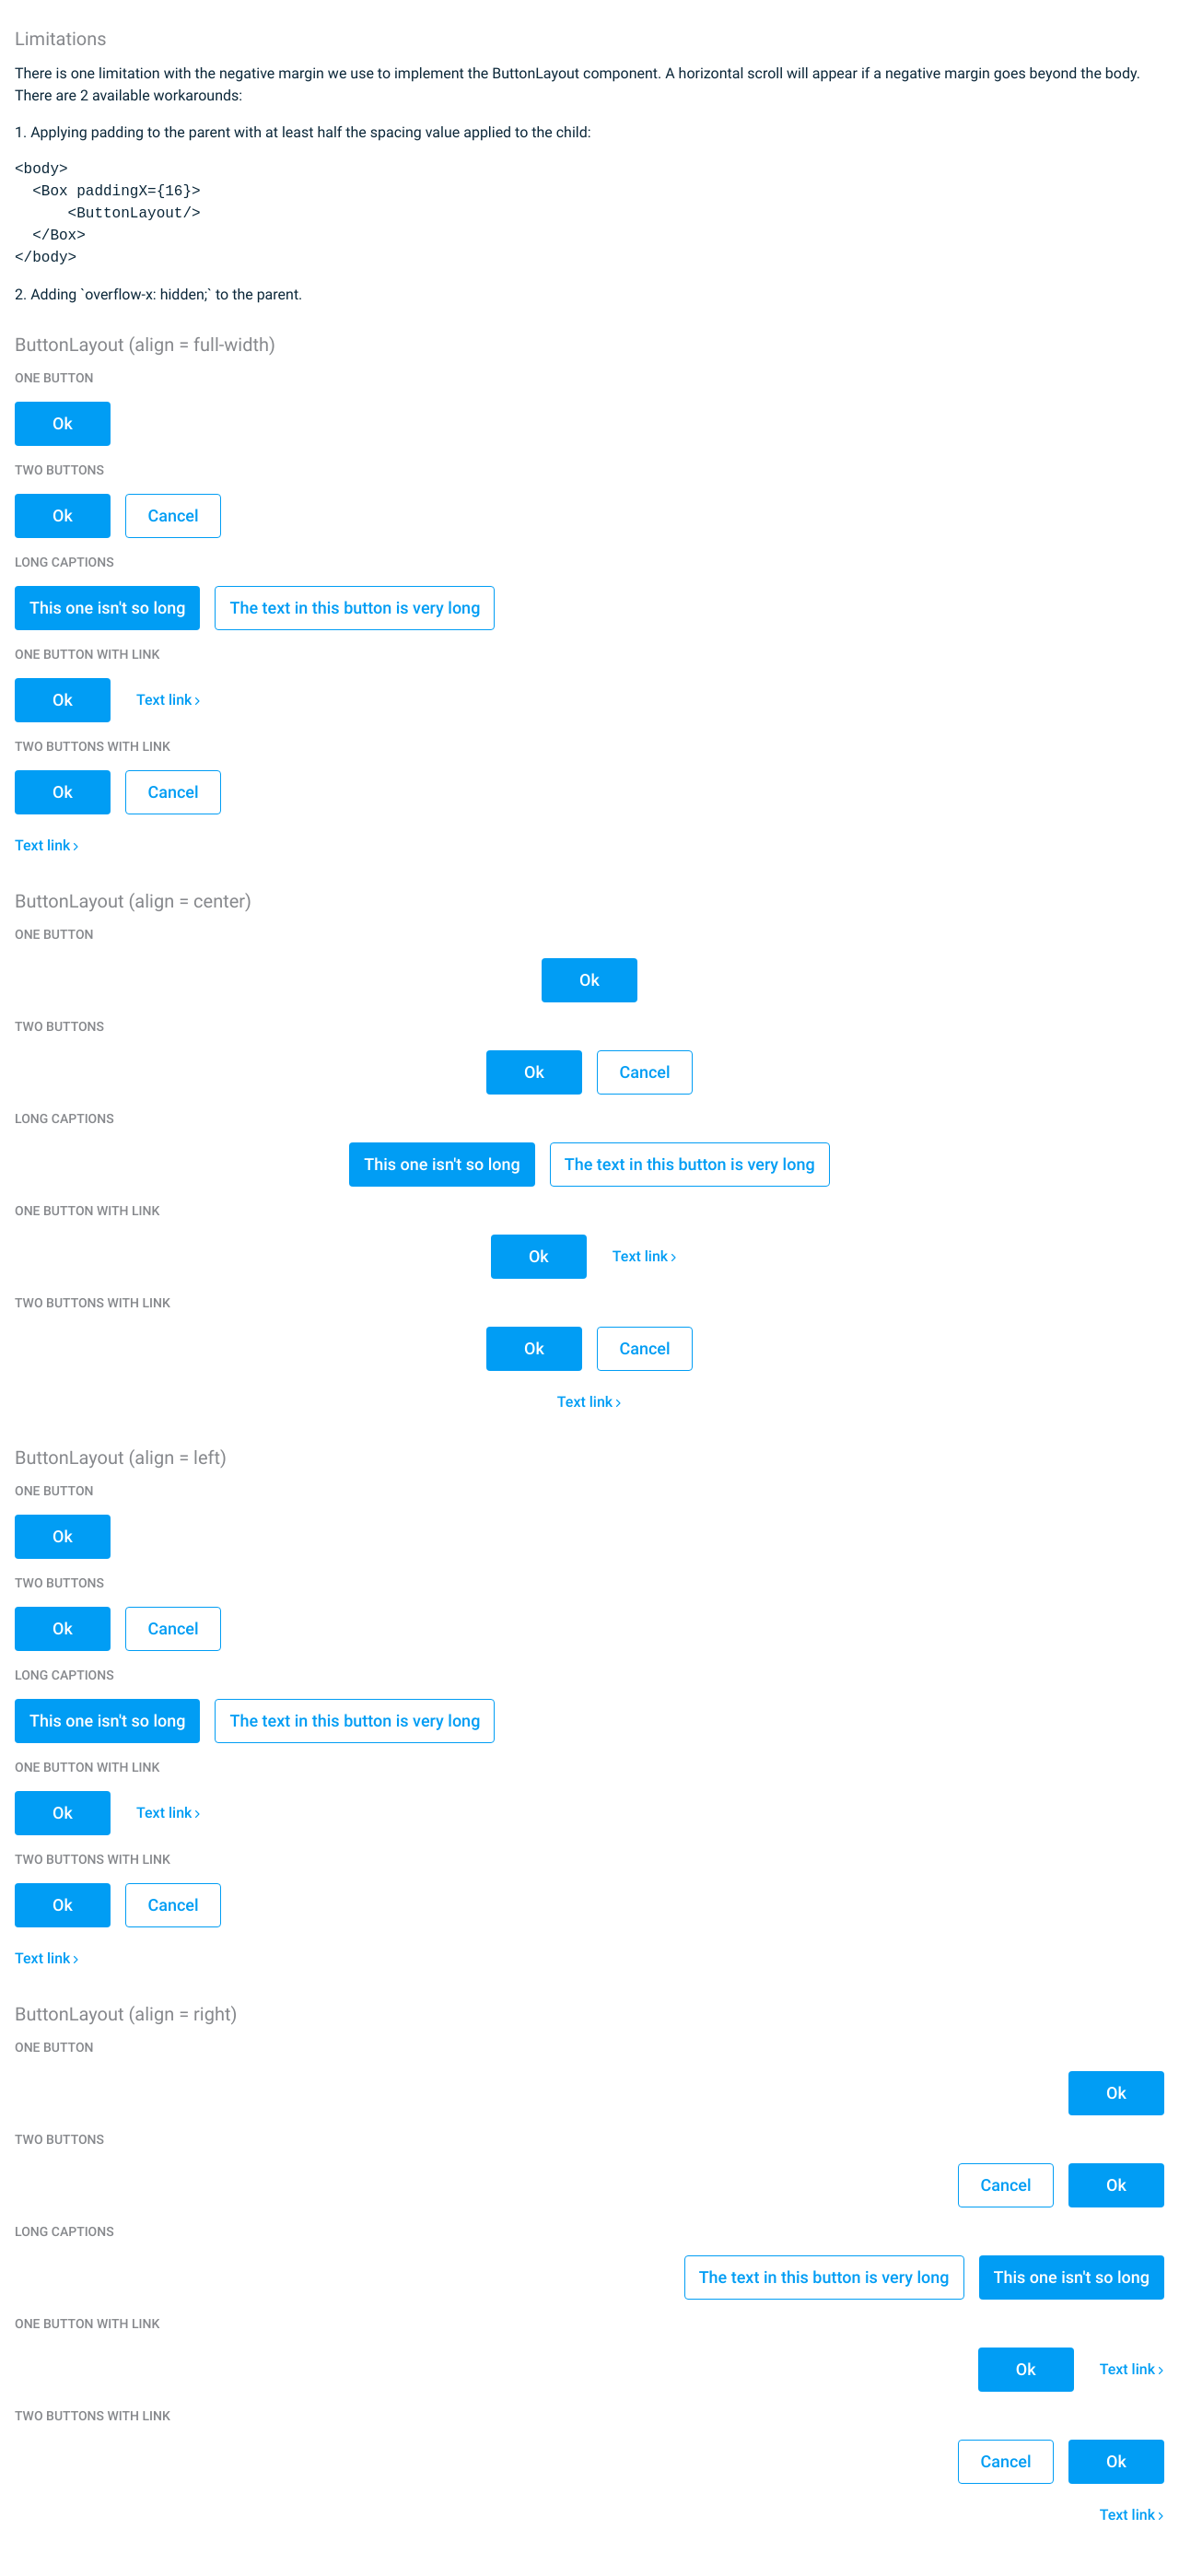 Limitations
There is one limitation with the negative margin we use to implement the ButtonLayout component. A horizontal scroll will appear if a negative margin goes beyond the body.
There are 2 available workarounds:
1. Applying padding to the parent with at least half the spacing value applied to the child:
<body>
  <Box paddingX={16}>
      <ButtonLayout/>
  </Box>
</body>
2. Adding `overflow-x: hidden;` to the parent.
ButtonLayout (align = full-width)
ONE BUTTON
Ok
TWO BUTTONS
Ok Cancel
LONG CAPTIONS
This one isn't so long The text in this button is very long
ONE BUTTON WITH LINK
Ok Text link
TWO BUTTONS WITH LINK
Ok Cancel
Text link
ButtonLayout (align = center)
ONE BUTTON
Ok
TWO BUTTONS
Ok Cancel
LONG CAPTIONS
This one isn't so long The text in this button is very long
ONE BUTTON WITH LINK
Ok Text link
TWO BUTTONS WITH LINK
Ok Cancel
Text link
ButtonLayout (align = left)
ONE BUTTON
Ok
TWO BUTTONS
Ok Cancel
LONG CAPTIONS
This one isn't so long The text in this button is very long
ONE BUTTON WITH LINK
Ok Text link
TWO BUTTONS WITH LINK
Ok Cancel
Text link
ButtonLayout (align = right)
ONE BUTTON
Ok
TWO BUTTONS
Cancel Ok
LONG CAPTIONS
The text in this button is very long This one isn't so long
ONE BUTTON WITH LINK
Ok Text link
TWO BUTTONS WITH LINK
Cancel Ok
Text link